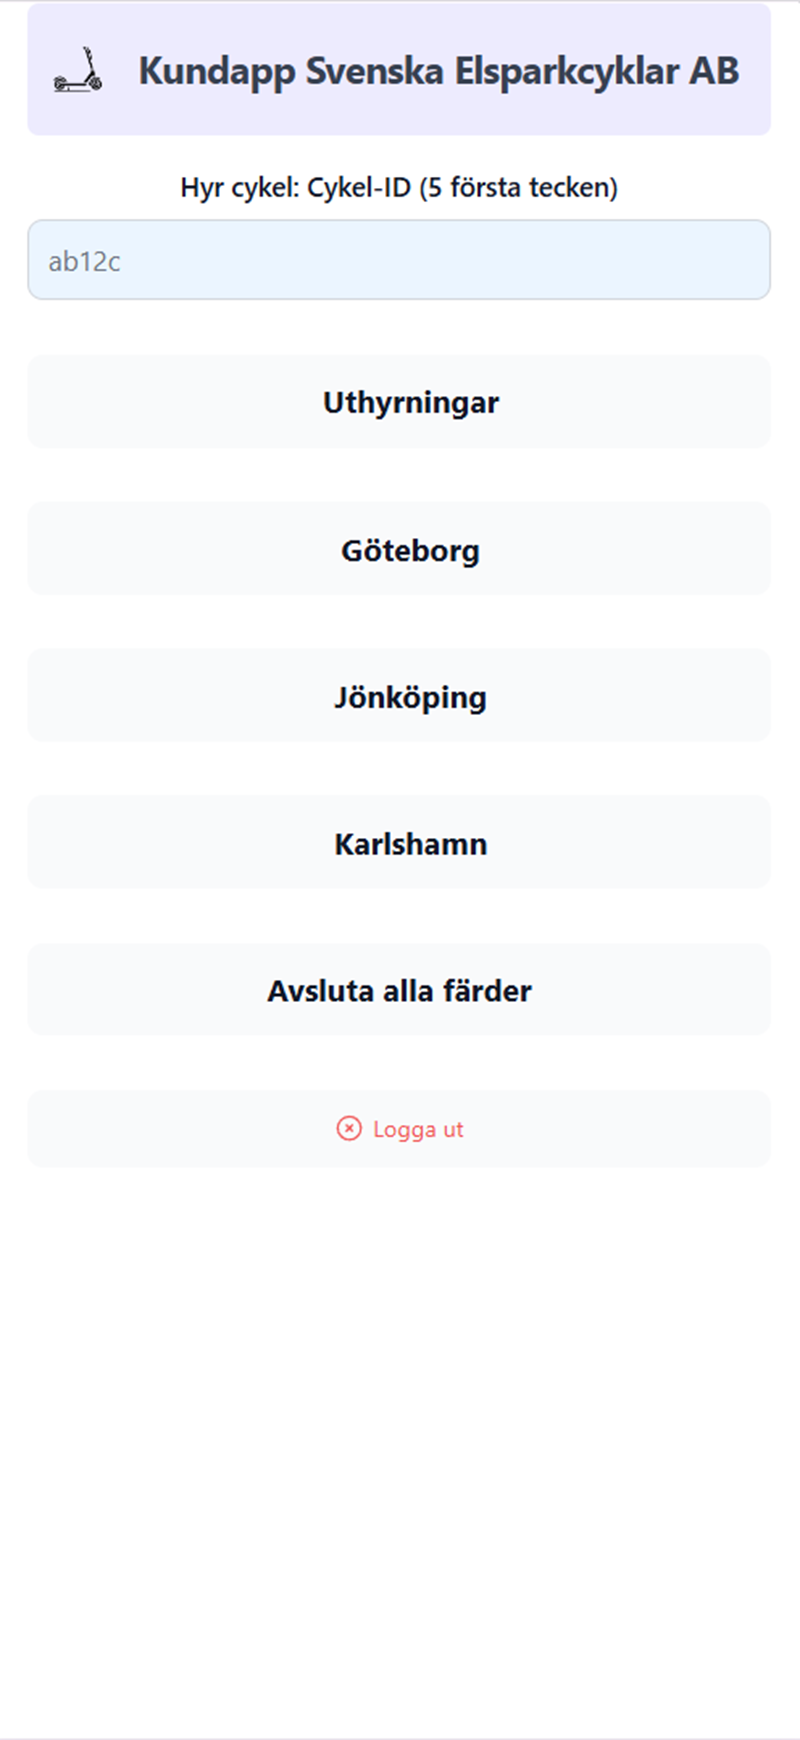 Kundapp Svenska Elsparkcyklar AB
Hyr cykel: Cykel-ID (5 första tecken)
ab12c
Uthyrningar
Göteborg
Jönköping
Karlshamn
Avsluta alla färder
Logga ut